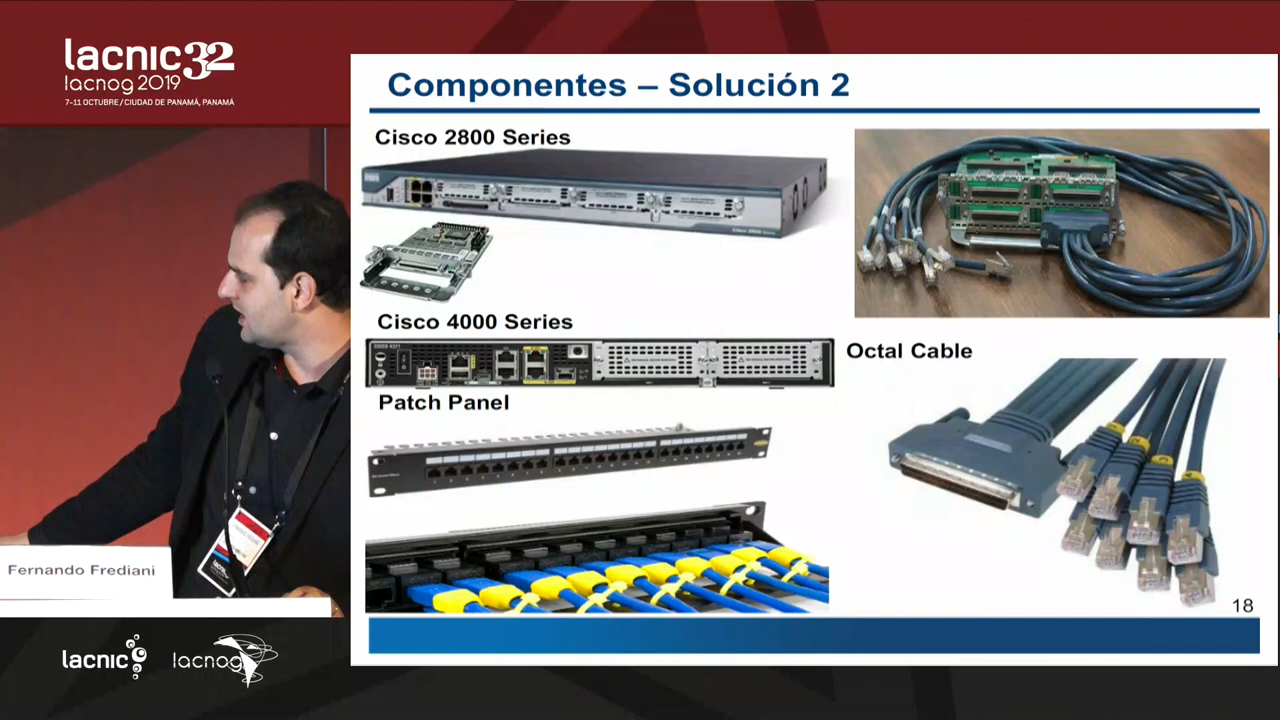 lacnic32
lacnog 2019
7-11 OCTUBRE / CIUDAD DE PANAMÁ, PANAMÁ
Componentes – Solución 2
Cisco 2800 Series
Cisco 4000 Series
Octal Cable
Patch Panel
18
Fernando Frediani
lacnic
lacnog